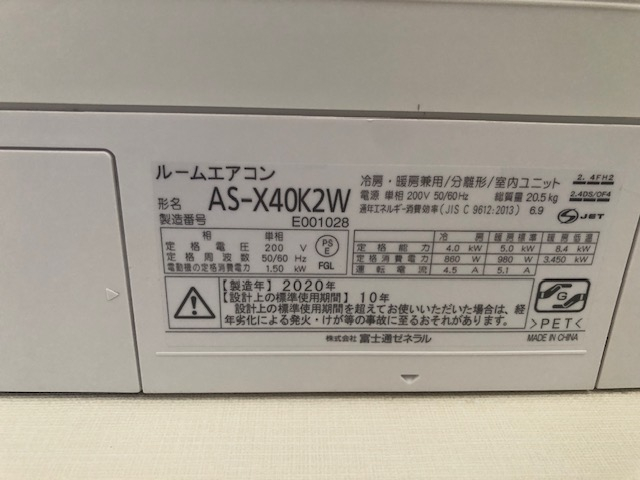 ルームエアコン
形名 AS-X40K2W
製造番号 E001028
冷房・暖房兼用/分離形/室内ユニット
電源 単相 200V 50/60Hz 総質量 20.5kg
通年エネルギー消費効率(JIS C 9612:2013) 6.9
2.4FH2
2.4DS/OF4
JET
相 単相
定格電圧 200 V
定格周波数 50/60 Hz
電動機の定格消費電力 1.50 kW
PSE
FGL
冷房 暖房標準 暖房低温
定格能力 4.0 kW 5.0 kW 8.4 kW
定格消費電力 860 W 980 W 3.450 kW
運転電流 4.5 A 5.1 A
【製造年】2020年
【設計上の標準使用期間】10年
設計上の標準使用期間を超えてお使いいただいた場合は、経
年劣化による発火・けが等の事故に至るおそれがあります。
G
>PET<
MADE IN CHINA
株式会社 富士通ゼネラル